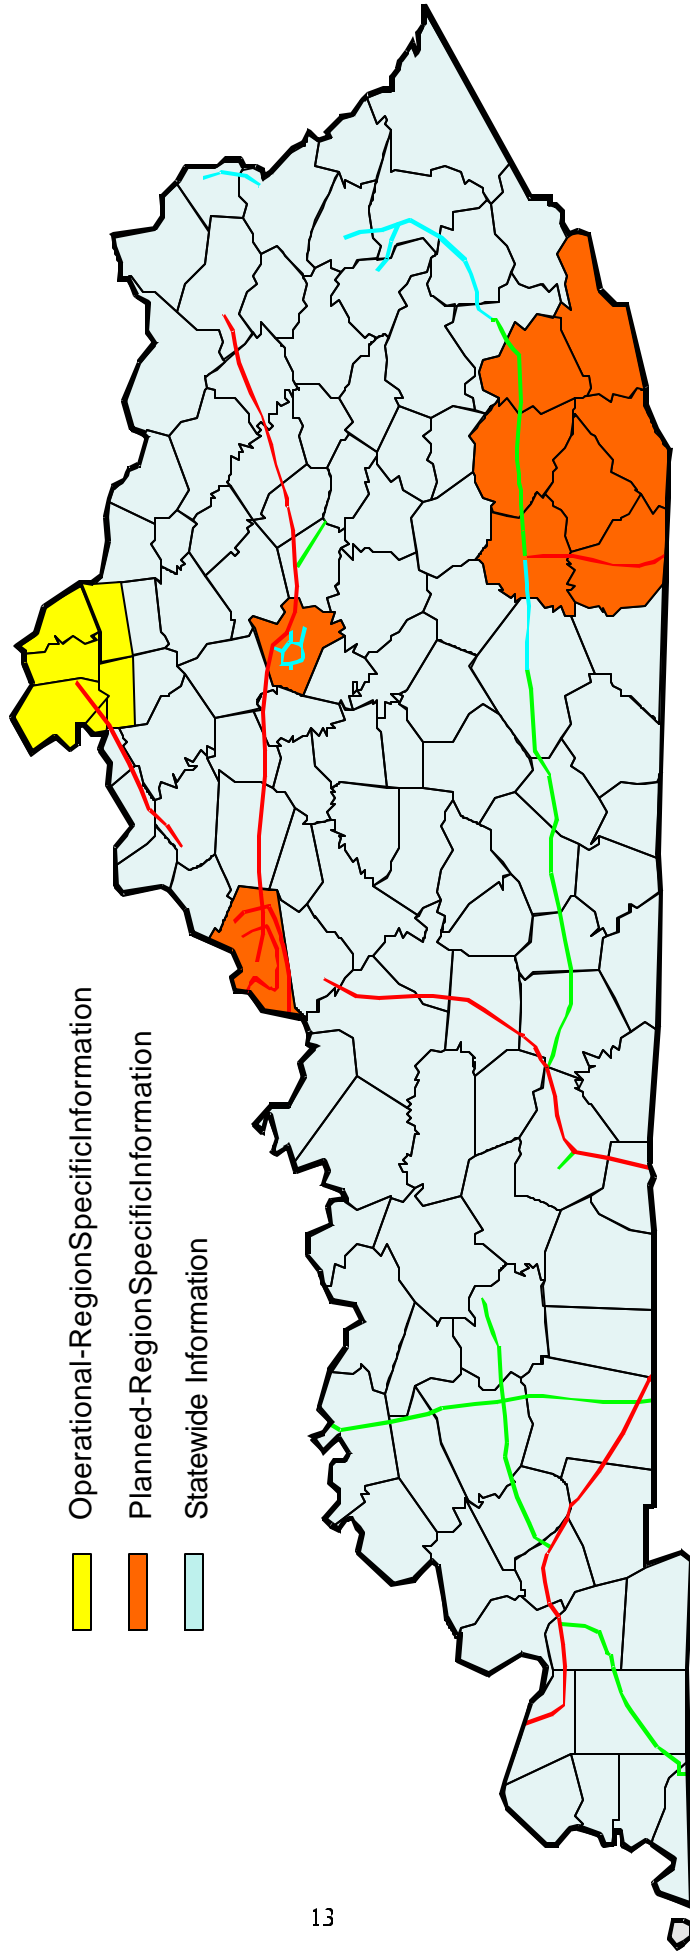 Operational-RegionSpecificInformation
Planned-RegionSpecificInformation
Statewide Information
13